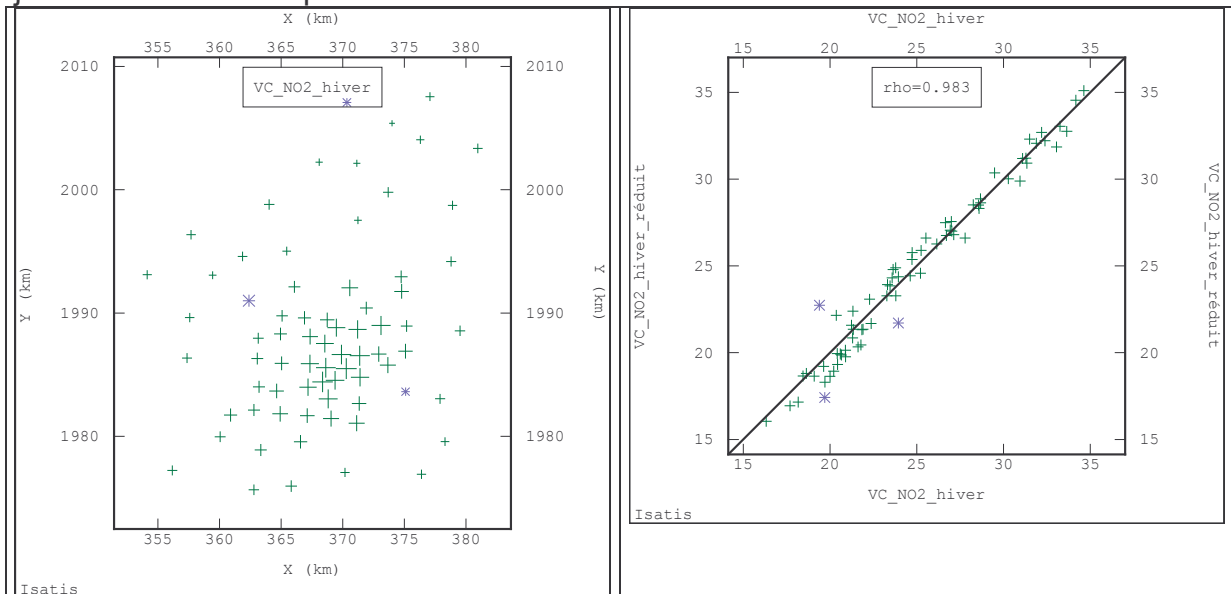 X (km)
355 360 365 370 375 380
2010 2010
VC_NO2_hiver
2000 2000
Y (km)
Y (km)
1990 1990
1980 1980
355 360 365 370 375 380
X (km)
Isatis
VC_NO2_hiver
15 20 25 30 35
rho=0.983
35 35
30 30
VC_NO2_hiver_réduit
VC_NO2_hiver_réduit
25 25
20 20
15 15
15 20 25 30 35
VC_NO2_hiver
Isatis